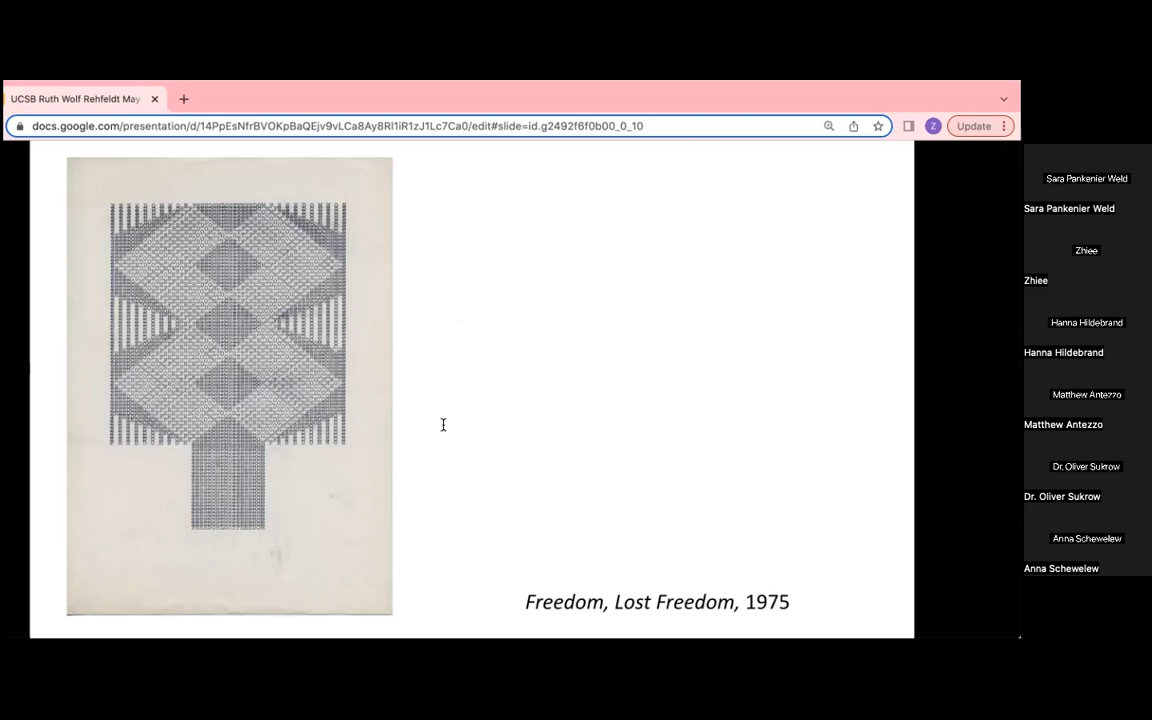 UCSB Ruth Wolf Rehfeldt May
docs.google.com/presentation/d/14PpEsNfrBVOKpBaQEjv9vLCa8Ay8Rl1iR1zJ1Lc7Ca0/edit#slide=id.g2492f6f0b00_0_10
Z
Update
Sara Pankenier Weld
Sara Pankenier Weld
Zhiee
Zhiee
Hanna Hildebrand
Hanna Hildebrand
Matthew Antezzo
Matthew Antezzo
Dr. Oliver Sukrow
Dr. Oliver Sukrow
Anna Schewelew
Anna Schewelew
Freedom, Lost Freedom, 1975